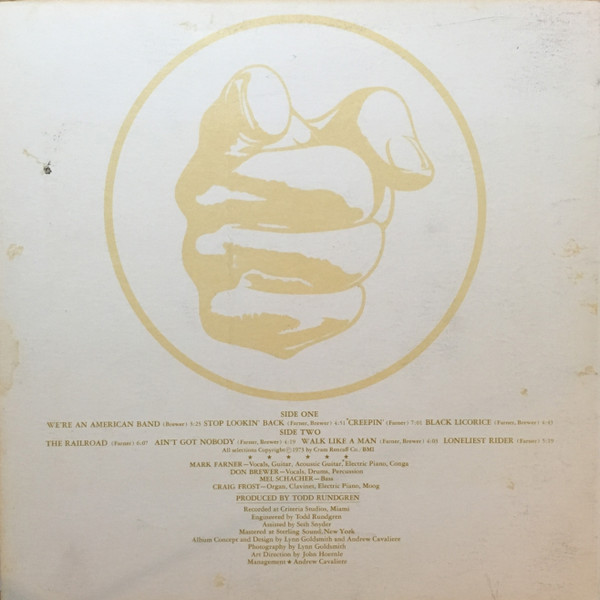 SIDE ONE
WE'RE AN AMERICAN BAND (Brewer) 3:25 STOP LOOKIN' BACK (Farner, Brewer) 4:51 "CREEPIN' (Farner) 7:01 BLACK LICORICE (Farner, Brewer) 4:43
SIDE TWO
THE RAILROAD (Farner) 6:07 AIN'T GOT NOBODY (Farner, Brewer) 4:19 WALK LIKE A MAN (Farner, Brewer) 4:03 LONELIEST RIDER (Farner) 5:39
All selections Copyright © 1973 by Cram Renraff Co., BMI
★ ★ ★ ★ ★ ★
MARK FARNER—Vocals, Guitar, Acoustic Guitar, Electric Piano, Conga
DON BREWER—Vocals, Drums, Percussion
MEL SCHACHER—Bass
CRAIG FROST—Organ, Clavinet, Electric Piano, Moog
PRODUCED BY TODD RUNDGREN
Recorded at Criteria Studios, Miami
Engineered by Todd Rundgren
Assisted by Seth Snyder
Mastered at Sterling Sound, New York
Album Concept and Design by Lynn Goldsmith and Andrew Cavaliere
Photography by Lynn Goldsmith
Art Direction by John Hoernle
Management ★ Andrew Cavaliere